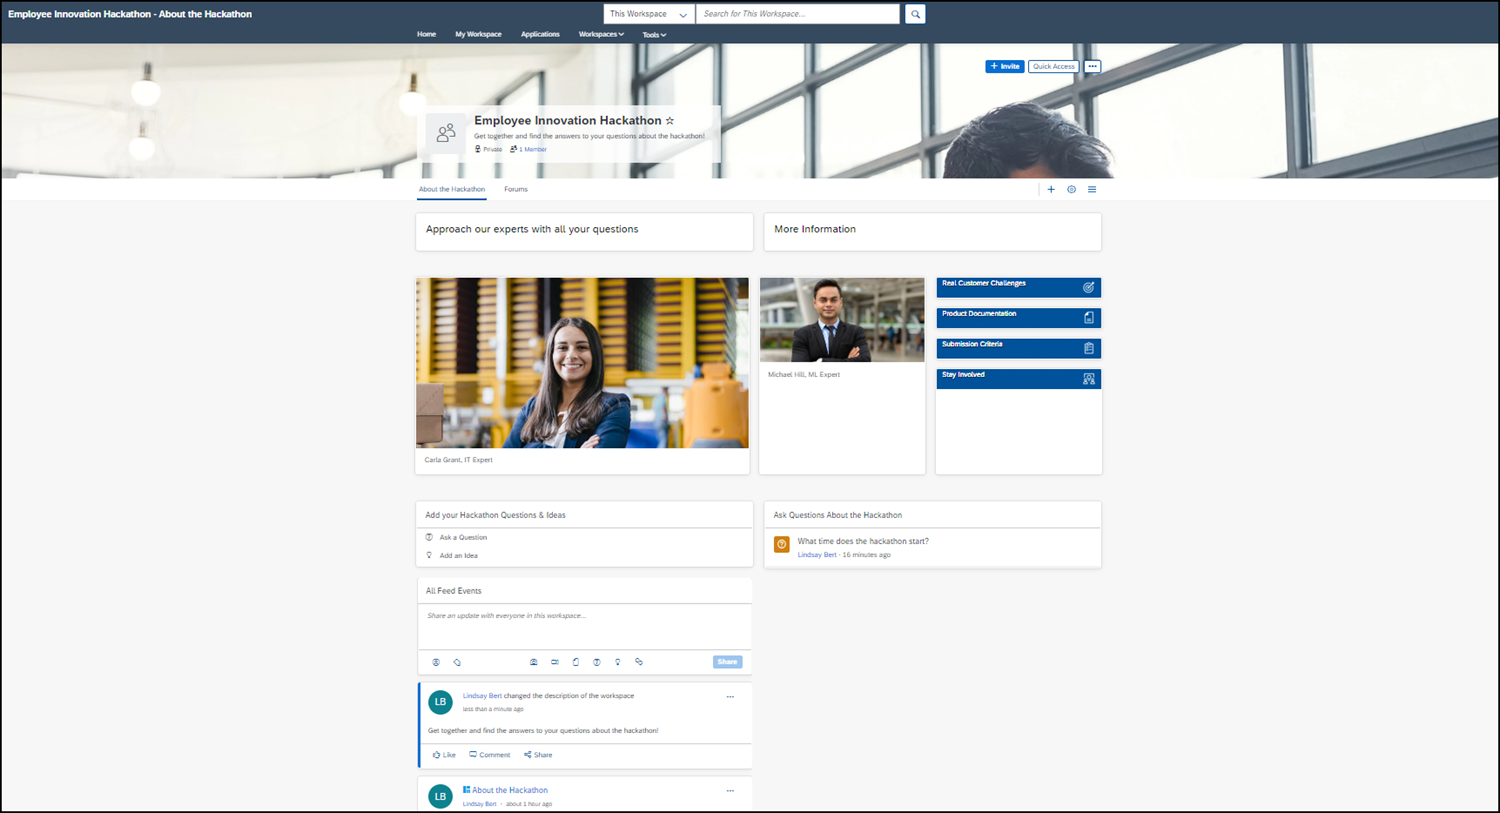 Employee Innovation Hackathon - About the Hackathon
This Workspace
Search for This Workspace...
Home
My Workspace
Applications
Workspaces
Tools
+ Invite
Quick Access
Employee Innovation Hackathon
Get together and find the answers to your questions about the hackathon!
Private
1 Member
About the Hackathon
Forums
Approach our experts with all your questions
More Information
Carla Grant, IT Expert
Michael Hill, ML Expert
Real Customer Challenges
Product Documentation
Submission Criteria
Stay Involved
Add your Hackathon Questions & Ideas
Ask a Question
Add an Idea
Ask Questions About the Hackathon
What time does the hackathon start?
Lindsay Bert · 16 minutes ago
All Feed Events
Share an update with everyone in this workspace...
Share
LB
Lindsay Bert changed the description of the workspace
less than a minute ago
Get together and find the answers to your questions about the hackathon!
Like
Comment
Share
LB
About the Hackathon
Lindsay Bert · about 1 hour ago